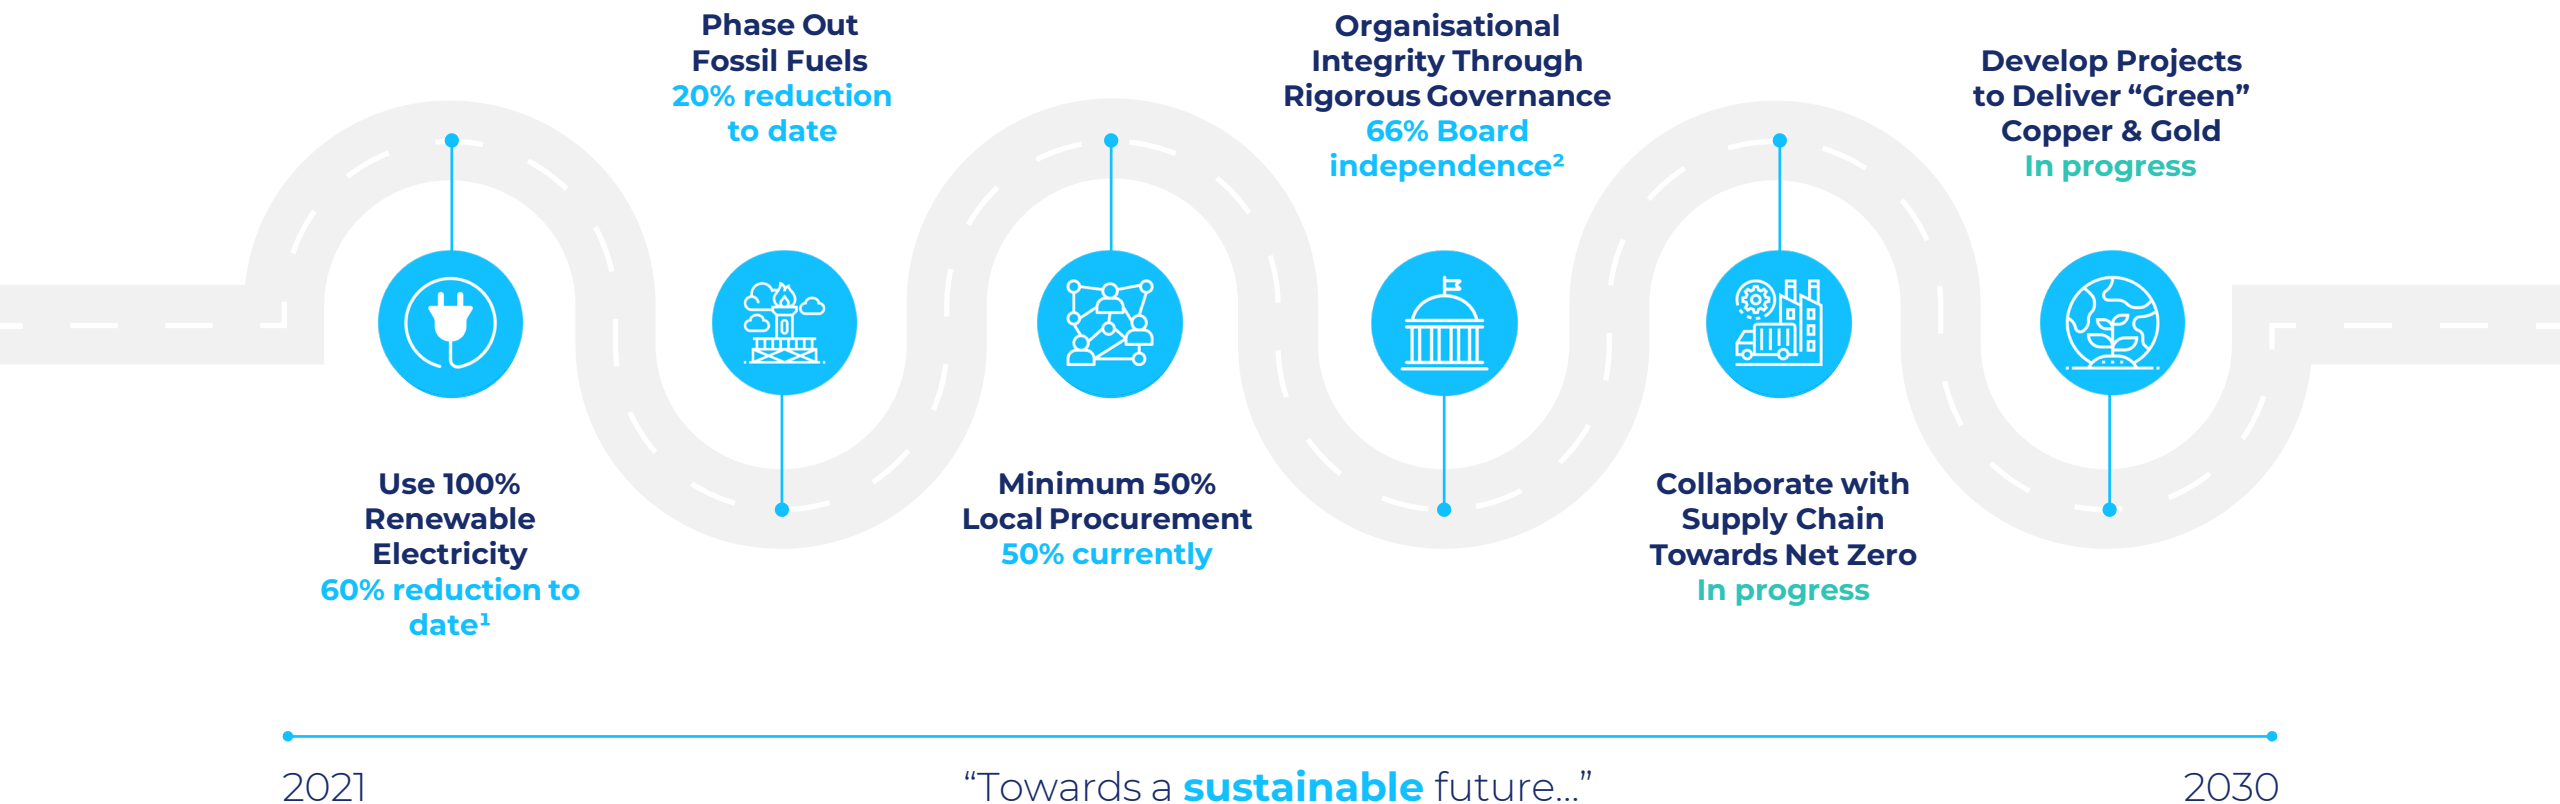 Use 100%
Renewable
Electricity
60% reduction to
date¹
Phase Out
Fossil Fuels
20% reduction
to date
Minimum 50%
Local Procurement
50% currently
Organisational
Integrity Through
Rigorous Governance
66% Board
independence²
Collaborate with
Supply Chain
Towards Net Zero
In progress
Develop Projects
to Deliver “Green”
Copper & Gold
In progress
2021
“Towards a sustainable future...”
2030